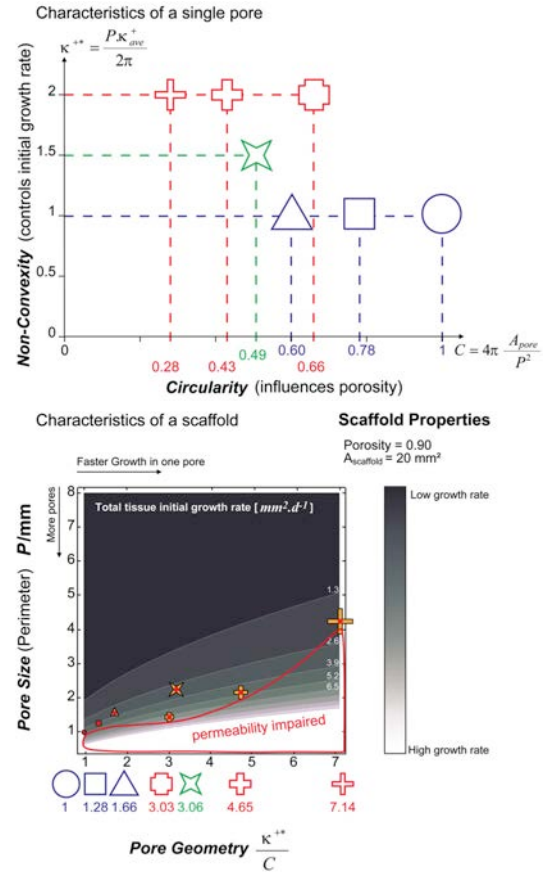 Characteristics of a single pore
κ⁺* = P.κ⁺ave / 2π
Non-Convexity (controls initial growth rate)
2
1.5
1
0.5
0
0
0.28
0.43
0.49
0.60
0.66
0.78
1
C = 4π Apore / P²
Circularity (influences porosity)
Characteristics of a scaffold
Scaffold Properties
Porosity = 0.90
Ascaffold = 20 mm²
Faster Growth in one pore
More pores
Pore Size (Perimeter) P/mm
8
7
6
5
4
3
2
1
Total tissue initial growth rate [mm².d⁻¹]
1.3
2.6
3.9
5.2
6.5
permeability impaired
Low growth rate
High growth rate
1
2
3
4
5
6
7
1
1.28
1.66
3.03
3.06
4.65
7.14
Pore Geometry κ⁺* / C